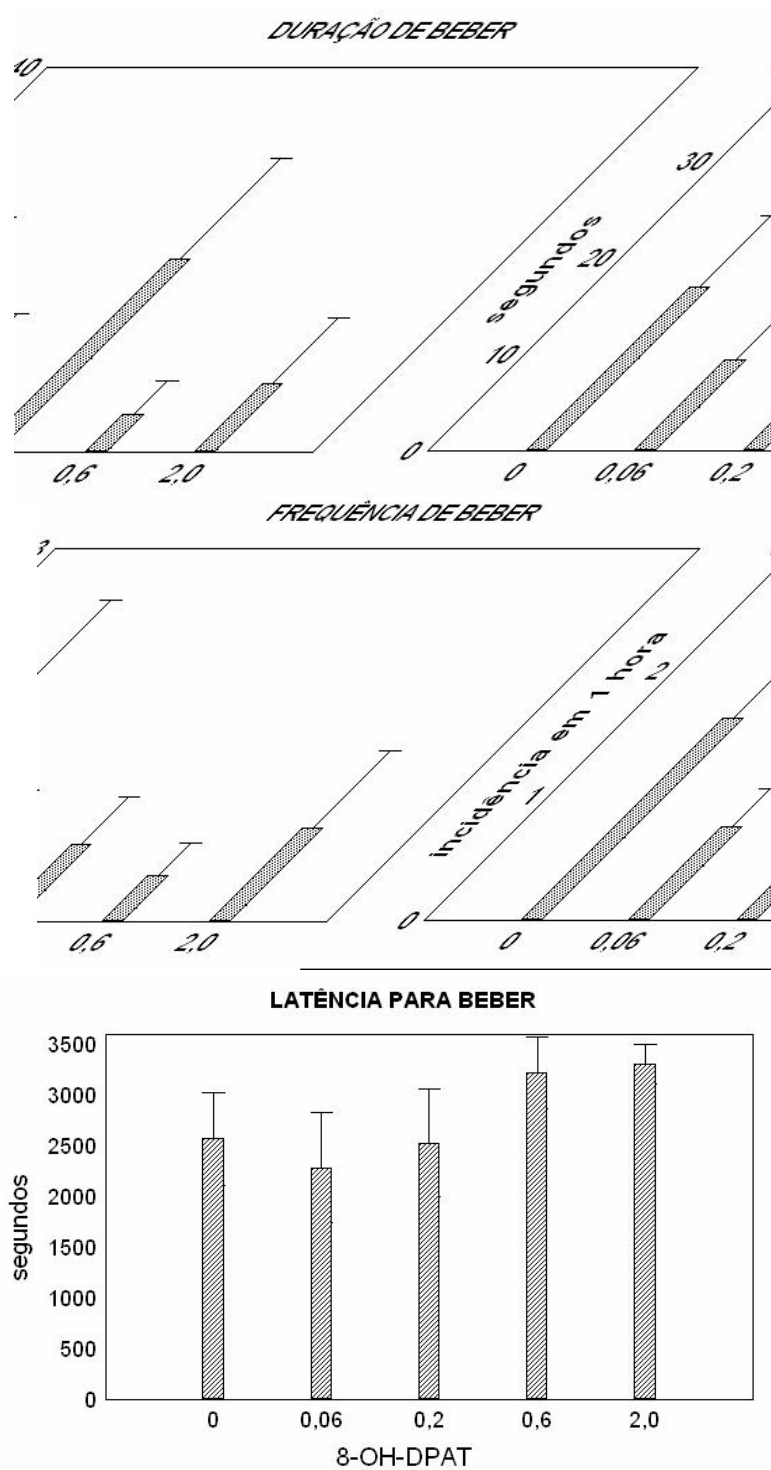 DURAÇÃO DE BEBER
40
30
segundos
20
10
0
0,6 2,0 0 0,06 0,2
FREQUÊNCIA DE BEBER
3
incidência em 1 hora
2
1
0
0,6 2,0 0 0,06 0,2
LATÊNCIA PARA BEBER
3500
3000
2500
2000
1500
1000
500
0
segundos
0 0,06 0,2 0,6 2,0
8-OH-DPAT